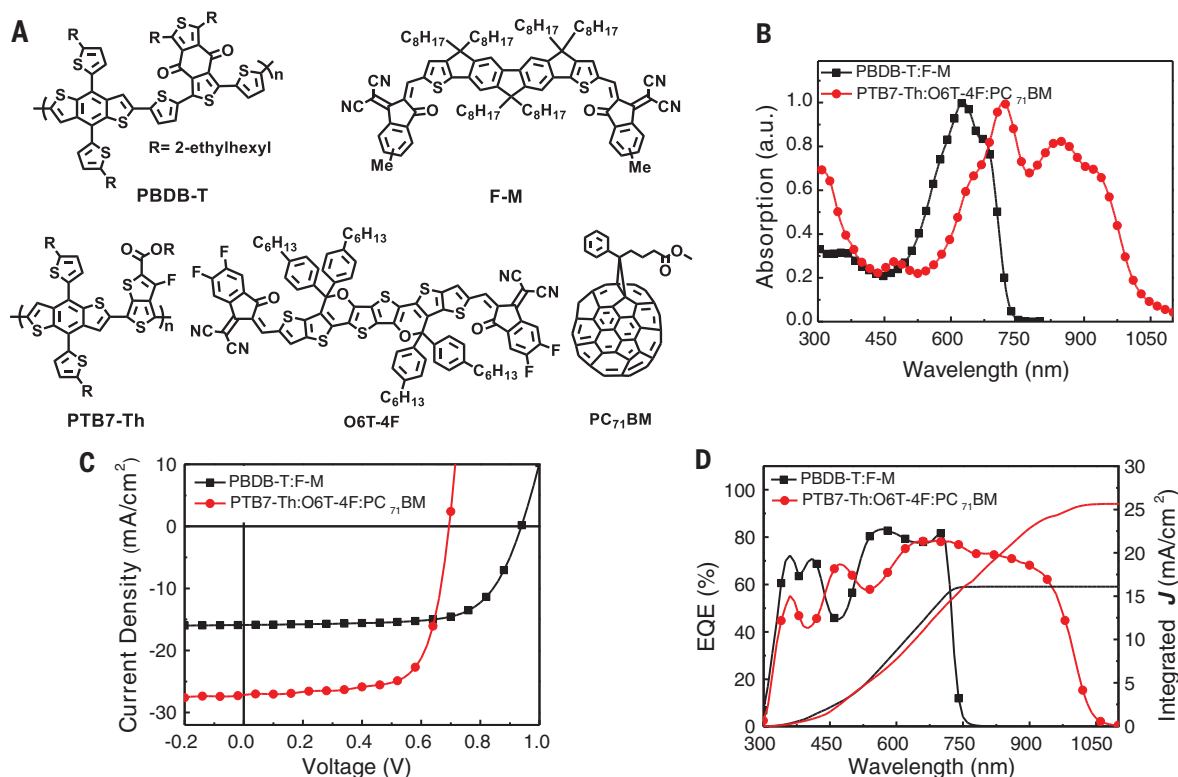 A
R
R
R
R
O
O
S
S
S
S
S
S
S
n
R
R= 2-ethylhexyl
PBDB-T
C8H17
C8H17
C8H17
C8H17
NC
CN
S
S
CN
NC
O
O
C8H17
C8H17
Me
Me
F-M
R
O
OR
F
S
S
S
S
S
S
n
R
PTB7-Th
F
F
O
NC
CN
C6H13
C6H13
O
S
S
S
S
S
S
O
NC
CN
O
F
F
C6H13
C6H13
O6T-4F
O
O
PC71BM
B
PBDB-T:F-M
PTB7-Th:O6T-4F:PC71BM
Absorption (a.u.)
1.0
0.8
0.6
0.4
0.2
0.0
300 450 600 750 900 1050
Wavelength (nm)
C
PBDB-T:F-M
PTB7-Th:O6T-4F:PC71BM
Current Density (mA/cm2)
10
0
-10
-20
-30
-0.2 0.0 0.2 0.4 0.6 0.8 1.0
Voltage (V)
D
PBDB-T:F-M
PTB7-Th:O6T-4F:PC71BM
EQE (%)
100
80
60
40
20
0
30
25
20
15
10
5
0
Integrated J (mA/cm2)
300 450 600 750 900 1050
Wavelength (nm)